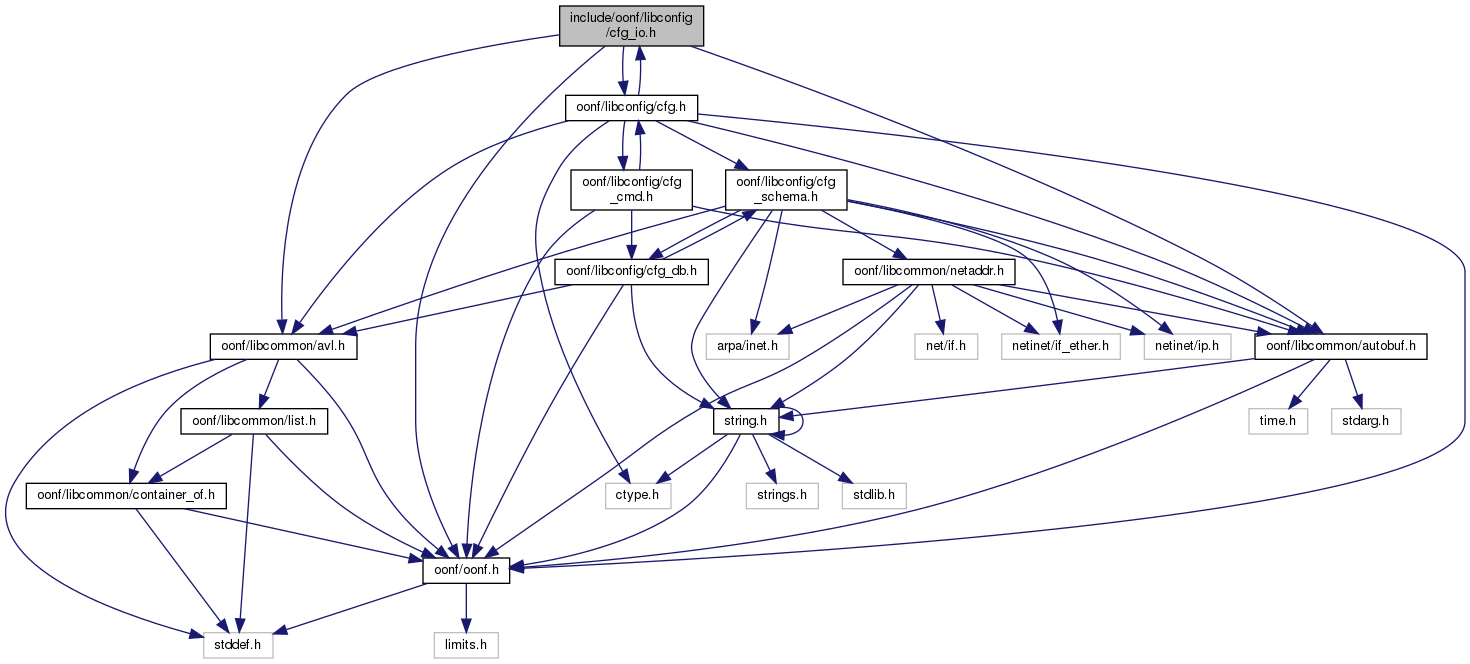 include/oonf/libconfig
/cfg_io.h
oonf/libconfig/cfg.h
oonf/libconfig/cfg
_cmd.h
oonf/libconfig/cfg
_schema.h
oonf/libconfig/cfg_db.h
oonf/libcommon/netaddr.h
oonf/libcommon/avl.h
arpa/inet.h
net/if.h
netinet/if_ether.h
netinet/ip.h
oonf/libcommon/autobuf.h
oonf/libcommon/list.h
string.h
time.h
stdarg.h
oonf/libcommon/container_of.h
ctype.h
strings.h
stdlib.h
oonf/oonf.h
stddef.h
limits.h